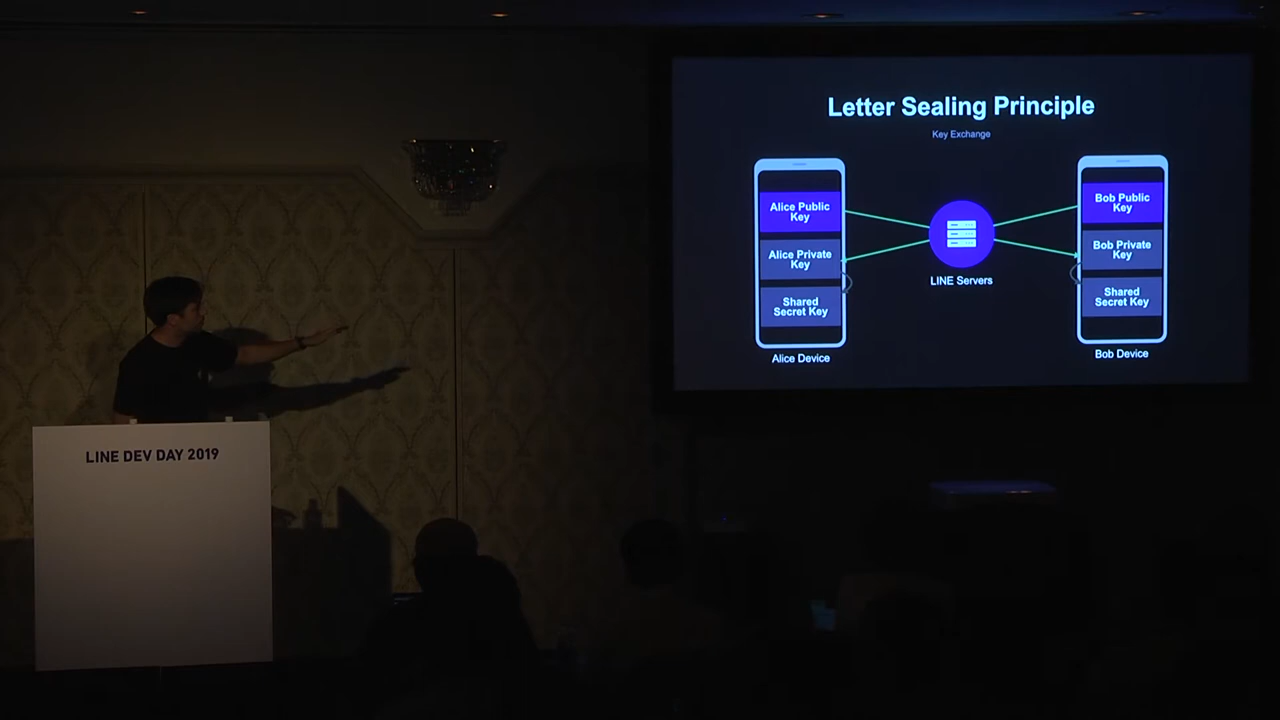 Letter Sealing Principle
Key Exchange
Alice Public
Key
Alice Private
Key
Shared
Secret Key
Alice Device
LINE Servers
Bob Public
Key
Bob Private
Key
Shared
Secret Key
Bob Device
LINE DEV DAY 2019